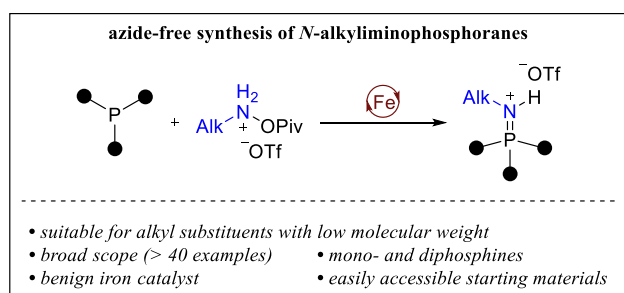 azide-free synthesis of N-alkyliminophosphoranes
P + Alk H2 N + OPiv −OTf Fe Alk N + H P −OTf
• suitable for alkyl substituents with low molecular weight
• broad scope (> 40 examples) • mono- and diphosphines
• benign iron catalyst • easily accessible starting materials